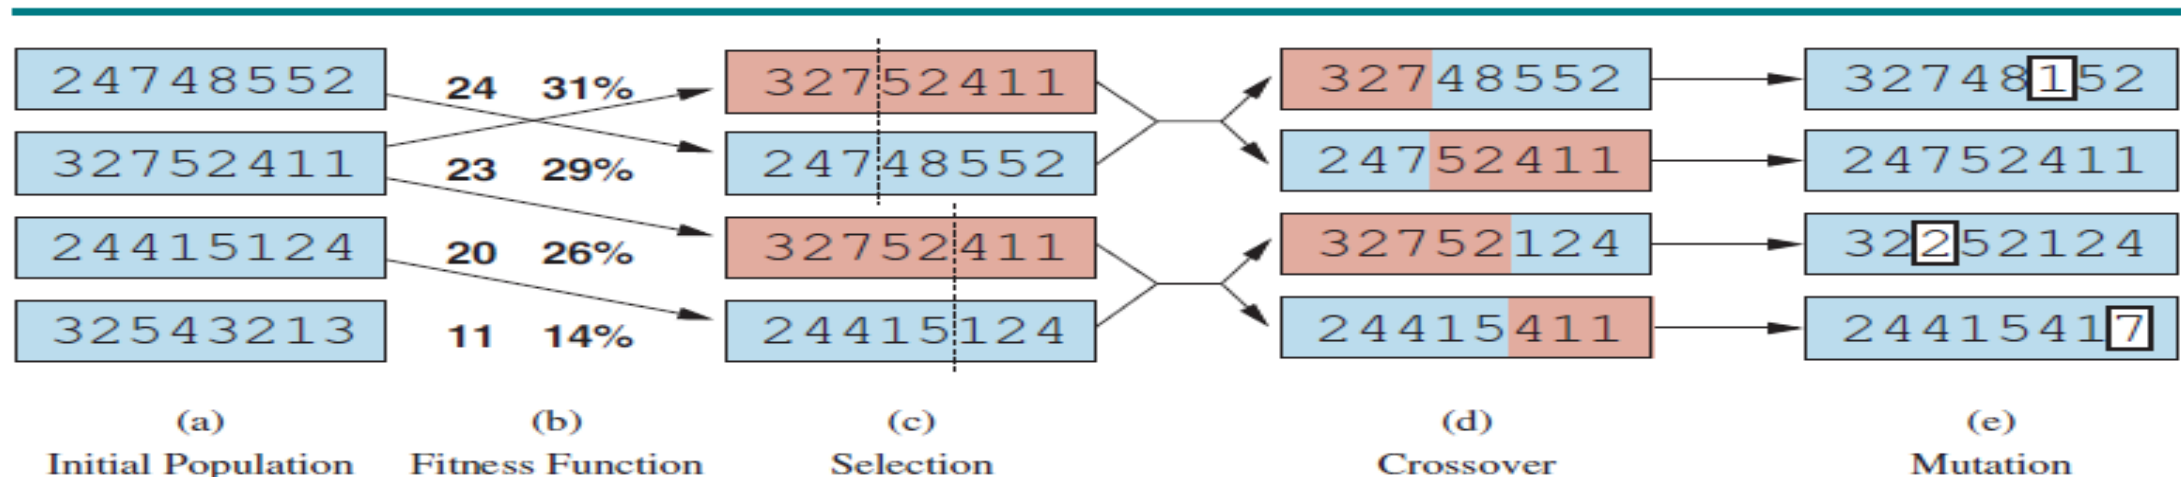 24748552 24 31% 32752411 32748552 32748152
32752411 23 29% 24748552 24752411 24752411
24415124 20 26% 32752411 32752124 32252124
32543213 11 14% 24415124 24415411 24415417
(a) (b) (c) (d) (e)
Initial Population Fitness Function Selection Crossover Mutation